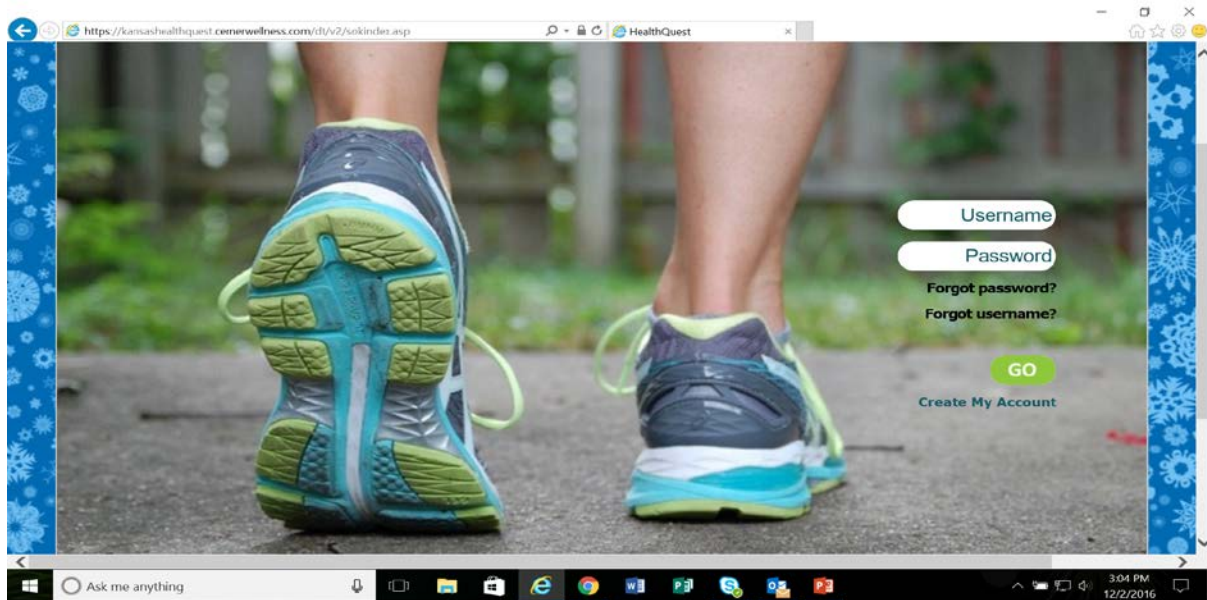 https://kansashealthquest.cernerwellness.com/dt/v2/sokinder.asp
HealthQuest
Username
Password
Forgot password?
Forgot username?
GO
Create My Account
Ask me anything
3:04 PM
12/2/2016